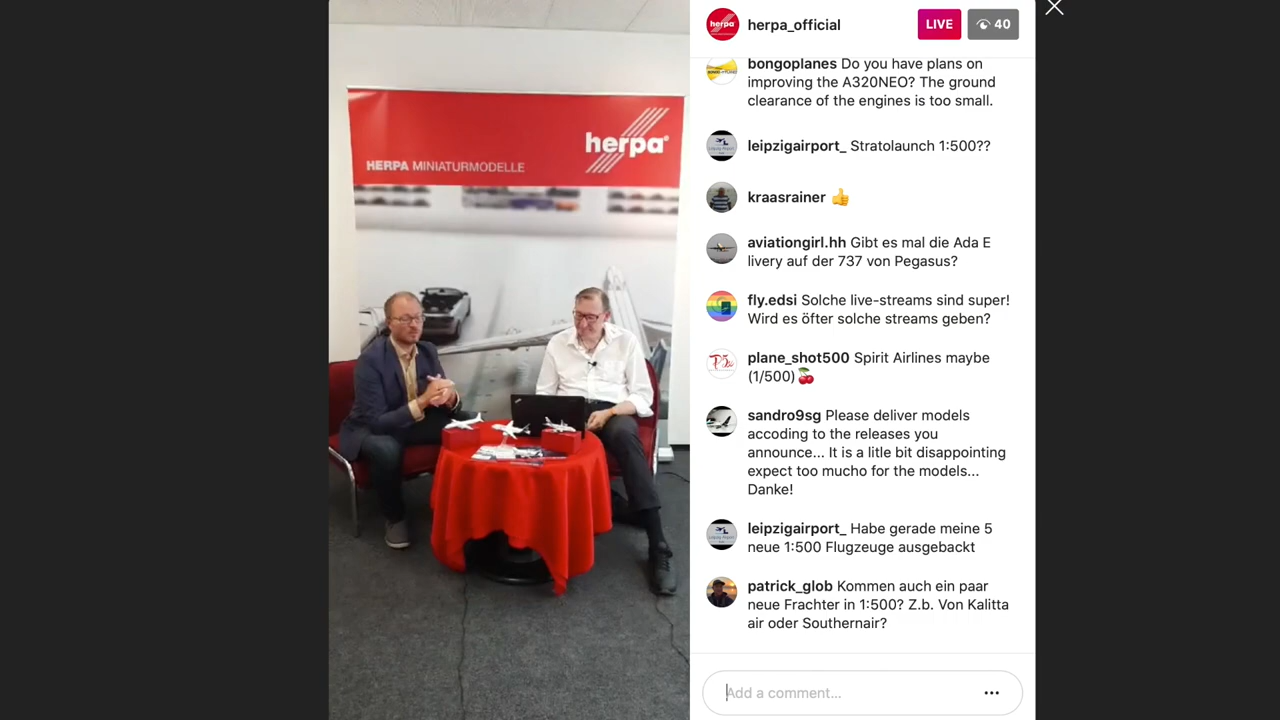 herpa
HERPA MINIATURMODELLE
herpa
herpa_official
LIVE
40
bongoplanes Do you have plans on
improving the A320NEO? The ground
clearance of the engines is too small.
leipzigairport_ Stratolaunch 1:500??
kraasrainer 👍
aviationgirl.hh Gibt es mal die Ada E
livery auf der 737 von Pegasus?
fly.edsi Solche live-streams sind super!
Wird es öfter solche streams geben?
plane_shot500 Spirit Airlines maybe
(1/500)🍒
sandro9sg Please deliver models
accoding to the releases you
announce... It is a litle bit disappointing
expect too mucho for the models...
Danke!
leipzigairport_ Habe gerade meine 5
neue 1:500 Flugzeuge ausgebackt
patrick_glob Kommen auch ein paar
neue Frachter in 1:500? Z.b. Von Kalitta
air oder Southernair?
Add a comment...